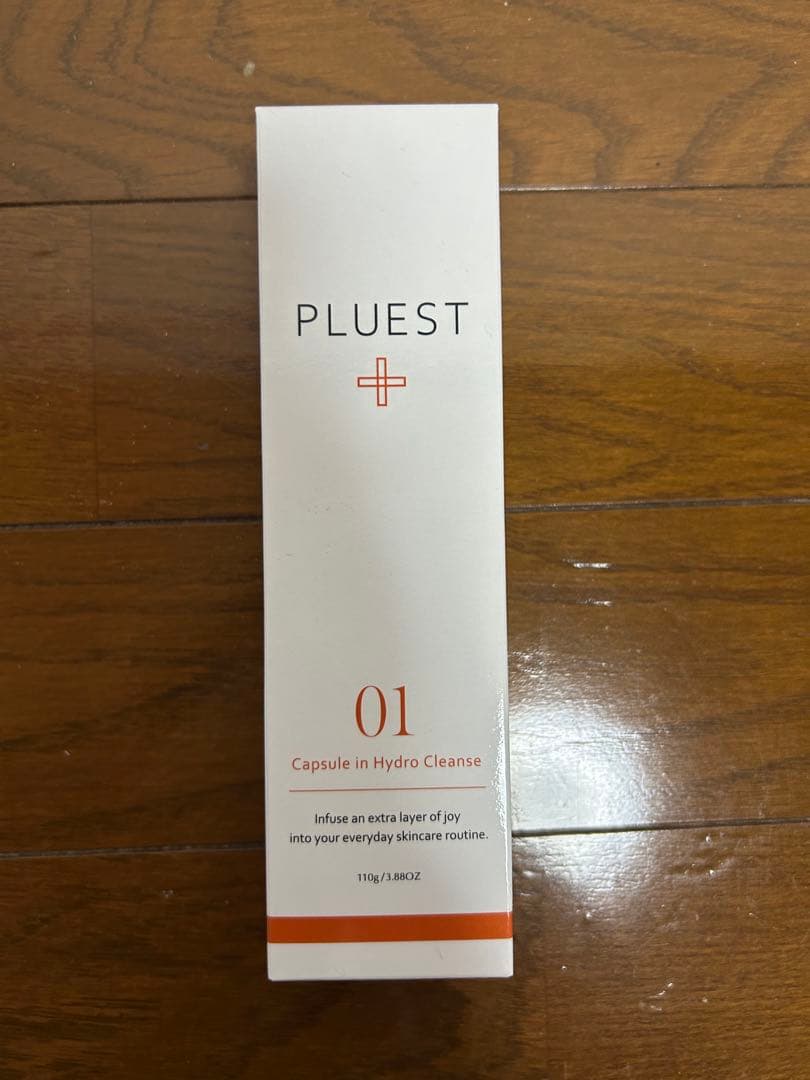 PLUEST
01
Capsule in Hydro Cleanse
Infuse an extra layer of joy
into your everyday skincare routine.
110g/3.88OZ